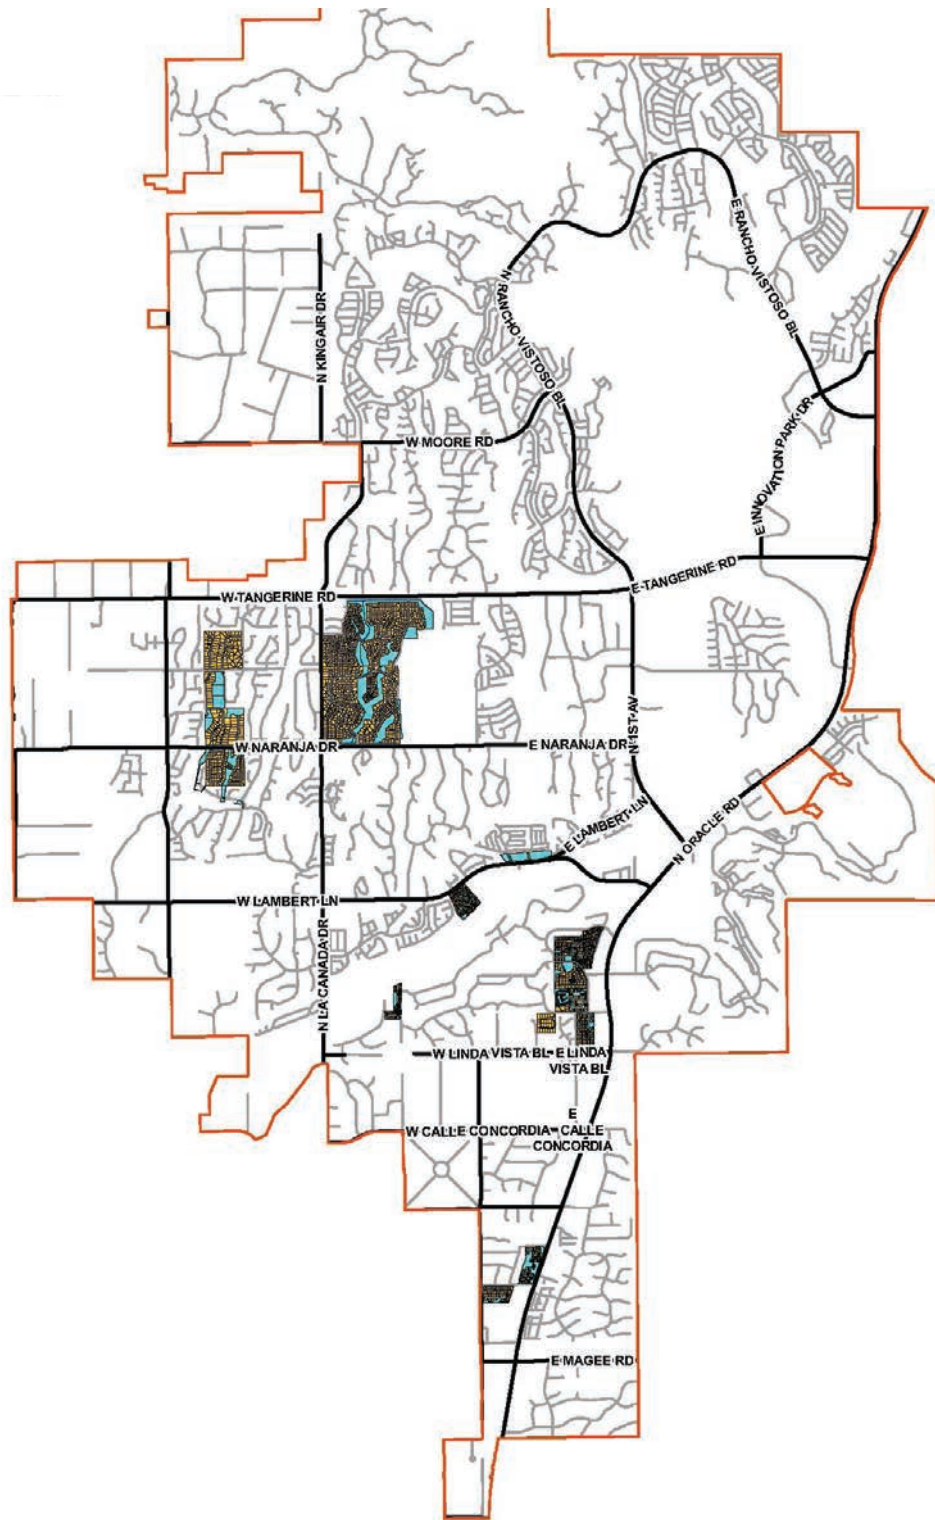 E RANCHO VISTOSO BL
N RANCHO VISTOSO BL
N KINGAIR DR
E INNOVATION PARK DR
W MOORE RD
E TANGERINE RD
W TANGERINE RD
N 1ST AV
W NARANJA DR
E NARANJA DR
E LAMBERT LN
N ORACLE RD
W LAMBERT LN
N LA CANADA DR
W LINDA VISTA BL
E LINDA
VISTA BL
W CALLE CONCORDIA
E
CALLE
CONCORDIA
E MAGEE RD